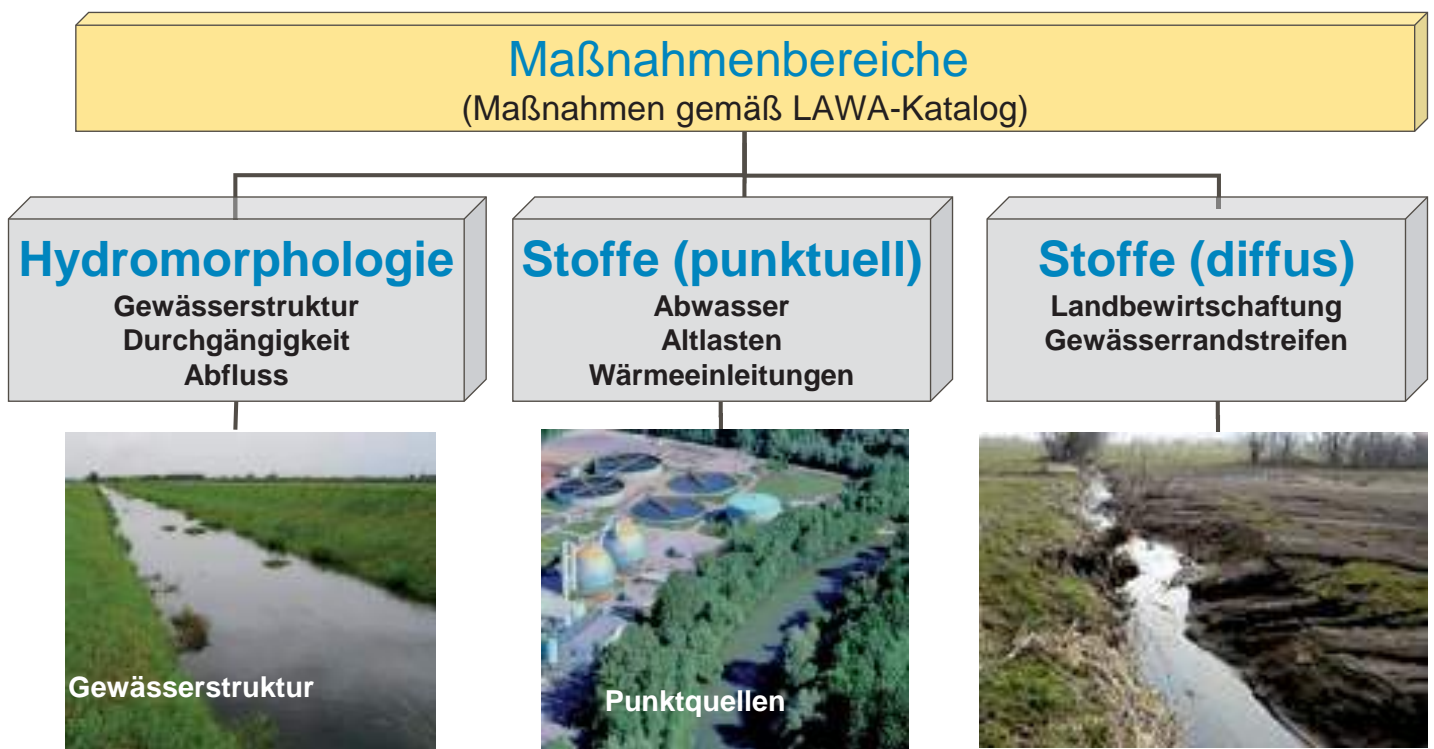 Maßnahmenbereiche
(Maßnahmen gemäß LAWA-Katalog)
Hydromorphologie
Gewässerstruktur
Durchgängigkeit
Abfluss
Stoffe (punktuell)
Abwasser
Altlasten
Wärmeeinleitungen
Stoffe (diffus)
Landbewirtschaftung
Gewässerrandstreifen
Gewässerstruktur
Punktquellen